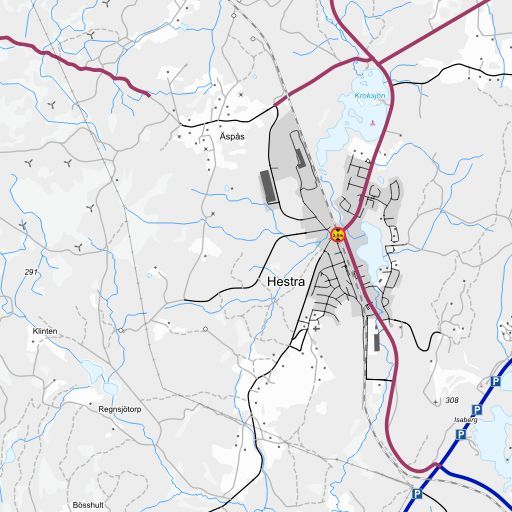 Kroksjön
Åspås
291
Hestra
Klinten
Regnsjötorp
308
Isaberg
P
P
P
P
Bösshult